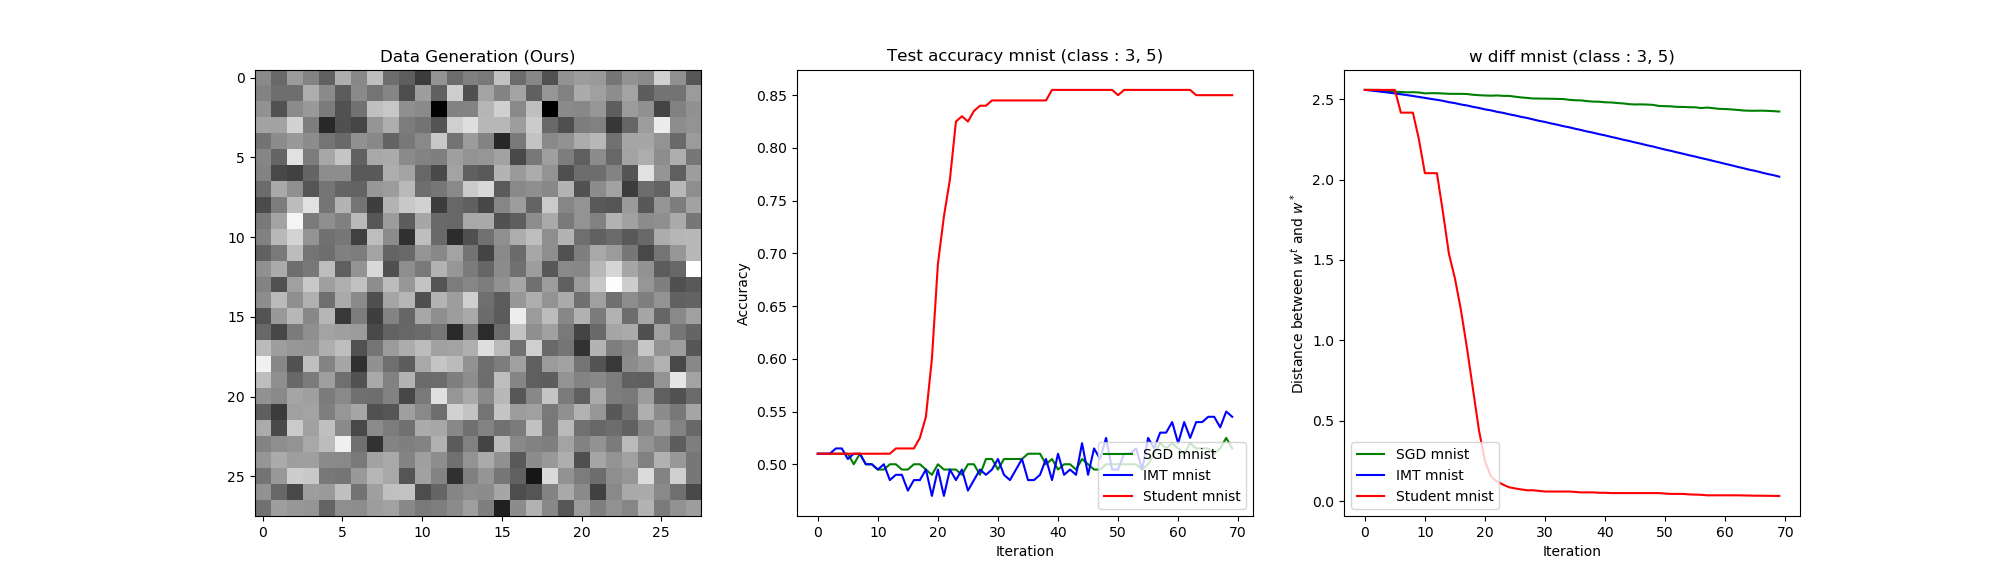 Data Generation (Ours)
0
5
10
15
20
25
0 5 10 15 20 25
Test accuracy mnist (class : 3, 5)
Accuracy
0.85
0.80
0.75
0.70
0.65
0.60
0.55
0.50
SGD mnist
IMT mnist
Student mnist
0 10 20 30 40 50 60 70
Iteration
w diff mnist (class : 3, 5)
Distance between w^t and w^*
2.5
2.0
1.5
1.0
0.5
0.0
SGD mnist
IMT mnist
Student mnist
0 10 20 30 40 50 60 70
Iteration